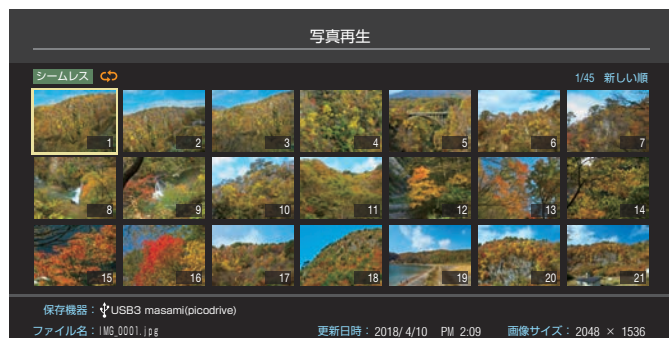 写真再生
シームレス 1/45 新しい順
1 2 3 4 5 6 7
8 9 10 11 12 13 14
15 16 17 18 19 20 21
保存機器：USB3 masami(picodrive)
ファイル名：IMG_0001.jpg 更新日時：2018/ 4/10 PM 2:09 画像サイズ：2048 × 1536